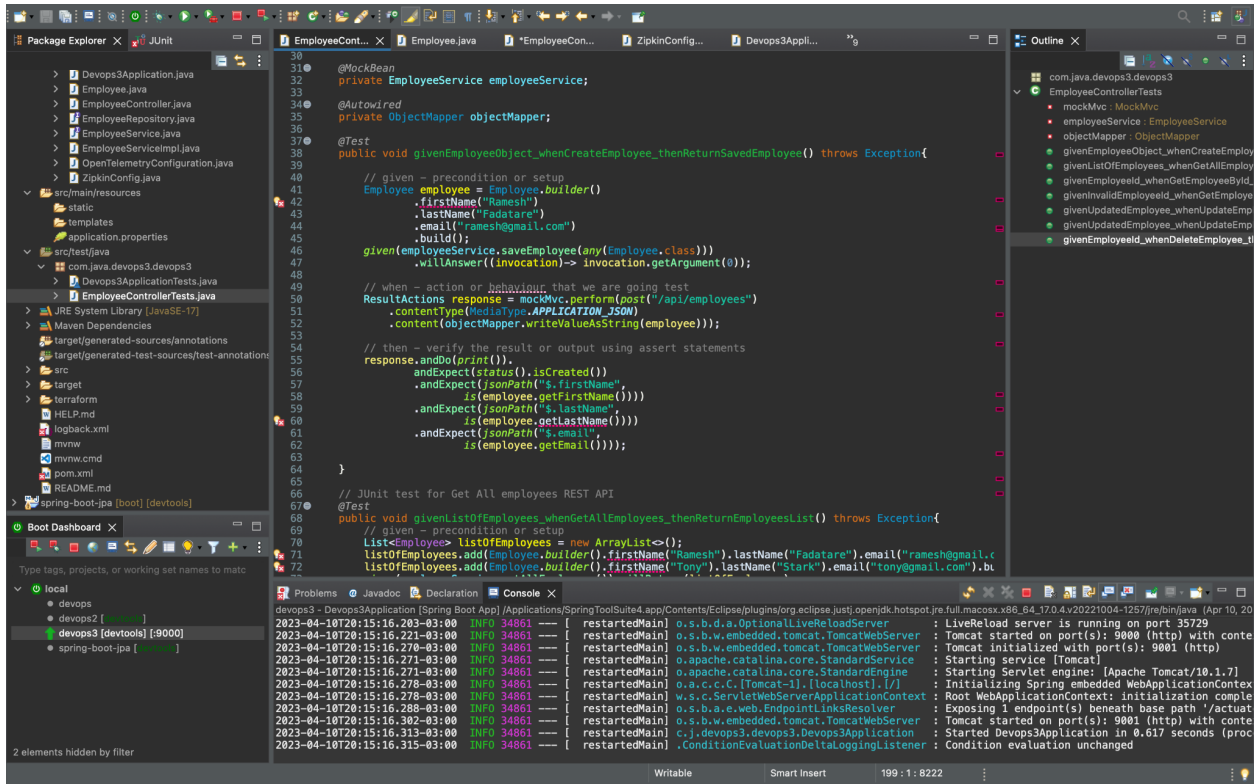 Package Explorer
JUnit
Devops3Application.java
Employee.java
EmployeeController.java
EmployeeRepository.java
EmployeeService.java
EmployeeServiceImpl.java
OpenTelemetryConfiguration.java
ZipkinConfig.java
src/main/resources
static
templates
application.properties
src/test/java
com.java.devops3.devops3
Devops3ApplicationTests.java
EmployeeControllerTests.java
JRE System Library [JavaSE-17]
Maven Dependencies
target/generated-sources/annotations
target/generated-test-sources/test-annotations
src
target
terraform
HELP.md
logback.xml
mvnw
mvnw.cmd
pom.xml
README.md
spring-boot-jpa [boot] [devtools]
Boot Dashboard
Type tags, projects, or working set names to matc
local
devops
devops2 [devtools]
devops3 [devtools] [:9000]
spring-boot-jpa [devtools]
2 elements hidden by filter
EmployeeCont... Employee.java *EmployeeCon... ZipkinConfig... Devops3Appli... »9
30
31 @MockBean
32 private EmployeeService employeeService;
33
34 @Autowired
35 private ObjectMapper objectMapper;
36
37 @Test
38 public void givenEmployeeObject_whenCreateEmployee_thenReturnSavedEmployee() throws Exception{
39
40 // given - precondition or setup
41 Employee employee = Employee.builder()
42 .firstName("Ramesh")
43 .lastName("Fadatare")
44 .email("ramesh@gmail.com")
45 .build();
46 given(employeeService.saveEmployee(any(Employee.class)))
47 .willAnswer((invocation)-> invocation.getArgument(0));
48
49 // when - action or behaviour that we are going test
50 ResultActions response = mockMvc.perform(post("/api/employees")
51 .contentType(MediaType.APPLICATION_JSON)
52 .content(objectMapper.writeValueAsString(employee)));
53
54 // then - verify the result or output using assert statements
55 response.andDo(print()).
56 andExpect(status().isCreated())
57 .andExpect(jsonPath("$.firstName",
58 is(employee.getFirstName())))
59 .andExpect(jsonPath("$.lastName",
60 is(employee.getLastName())))
61 .andExpect(jsonPath("$.email",
62 is(employee.getEmail())));
63
64 }
65
66 // JUnit test for Get All employees REST API
67 @Test
68 public void givenListOfEmployees_whenGetAllEmployees_thenReturnEmployeesList() throws Exception{
69 // given - precondition or setup
70 List<Employee> listOfEmployees = new ArrayList<>();
71 listOfEmployees.add(Employee.builder().firstName("Ramesh").lastName("Fadatare").email("ramesh@gmail.c
72 listOfEmployees.add(Employee.builder().firstName("Tony").lastName("Stark").email("tony@gmail.com").bu
Outline
com.java.devops3.devops3
EmployeeControllerTests
mockMvc : MockMvc
employeeService : EmployeeService
objectMapper : ObjectMapper
givenEmployeeObject_whenCreateEmploy
givenListOfEmployees_whenGetAllEmploy
givenEmployeeId_whenGetEmployeeById_
givenInvalidEmployeeId_whenGetEmploye
givenUpdatedEmployee_whenUpdateEmp
givenUpdatedEmployee_whenUpdateEmp
givenEmployeeId_whenDeleteEmployee_t
Problems Javadoc Declaration Console
devops3 - Devops3Application [Spring Boot App] /Applications/SpringToolSuite4.app/Contents/Eclipse/plugins/org.eclipse.justj.openjdk.hotspot.jre.full.macosx.x86_64_17.0.4.v20221004-1257/jre/bin/java (Apr 10, 20
2023-04-10T20:15:16.203-03:00 INFO 34861 --- [ restartedMain] o.s.b.d.a.OptionalLiveReloadServer : LiveReload server is running on port 35729
2023-04-10T20:15:16.221-03:00 INFO 34861 --- [ restartedMain] o.s.b.w.embedded.tomcat.TomcatWebServer : Tomcat started on port(s): 9000 (http) with conte
2023-04-10T20:15:16.270-03:00 INFO 34861 --- [ restartedMain] o.s.b.w.embedded.tomcat.TomcatWebServer : Tomcat initialized with port(s): 9001 (http)
2023-04-10T20:15:16.271-03:00 INFO 34861 --- [ restartedMain] o.apache.catalina.core.StandardService : Starting service [Tomcat]
2023-04-10T20:15:16.271-03:00 INFO 34861 --- [ restartedMain] o.apache.catalina.core.StandardEngine : Starting Servlet engine: [Apache Tomcat/10.1.7]
2023-04-10T20:15:16.278-03:00 INFO 34861 --- [ restartedMain] o.a.c.c.C.[Tomcat-1].[localhost].[/] : Initializing Spring embedded WebApplicationContex
2023-04-10T20:15:16.278-03:00 INFO 34861 --- [ restartedMain] w.s.c.ServletWebServerApplicationContext : Root WebApplicationContext: initialization comple
2023-04-10T20:15:16.288-03:00 INFO 34861 --- [ restartedMain] o.s.b.a.e.web.EndpointLinksResolver : Exposing 1 endpoint(s) beneath base path '/actuat
2023-04-10T20:15:16.302-03:00 INFO 34861 --- [ restartedMain] o.s.b.w.embedded.tomcat.TomcatWebServer : Tomcat started on port(s): 9001 (http) with conte
2023-04-10T20:15:16.313-03:00 INFO 34861 --- [ restartedMain] c.j.devops3.devops3.Devops3Application : Started Devops3Application in 0.617 seconds (proc
2023-04-10T20:15:16.315-03:00 INFO 34861 --- [ restartedMain] .ConditionEvaluationDeltaLoggingListener : Condition evaluation unchanged
Writable Smart Insert 199 : 1 : 8222